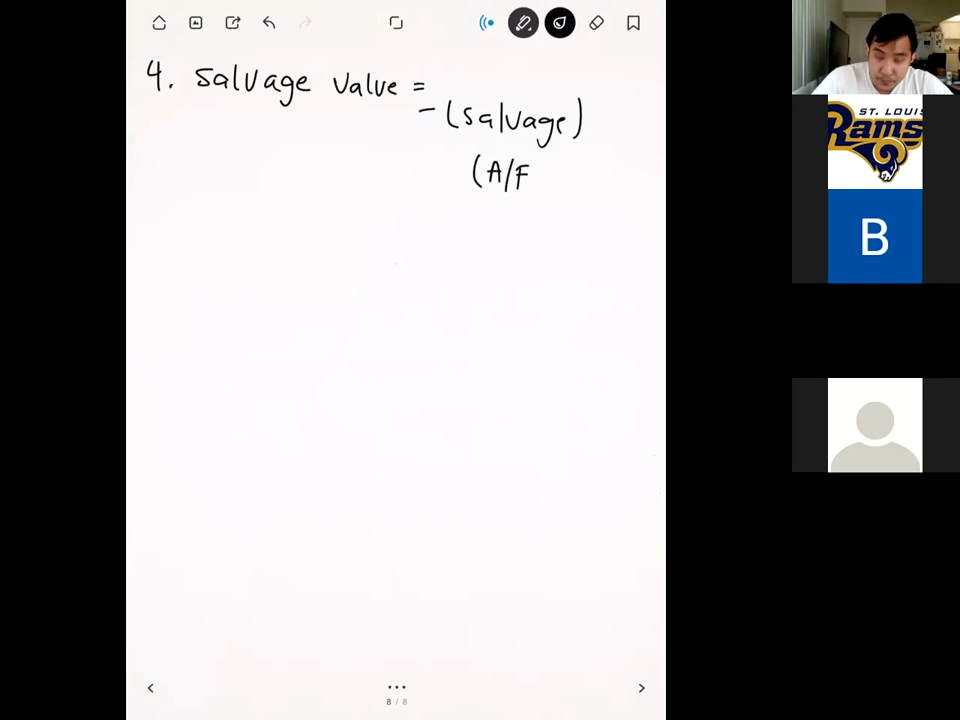 4. Salvage Value =
- (salvage)
(A/F
ST. LOUIS
Rams
B
8 / 8